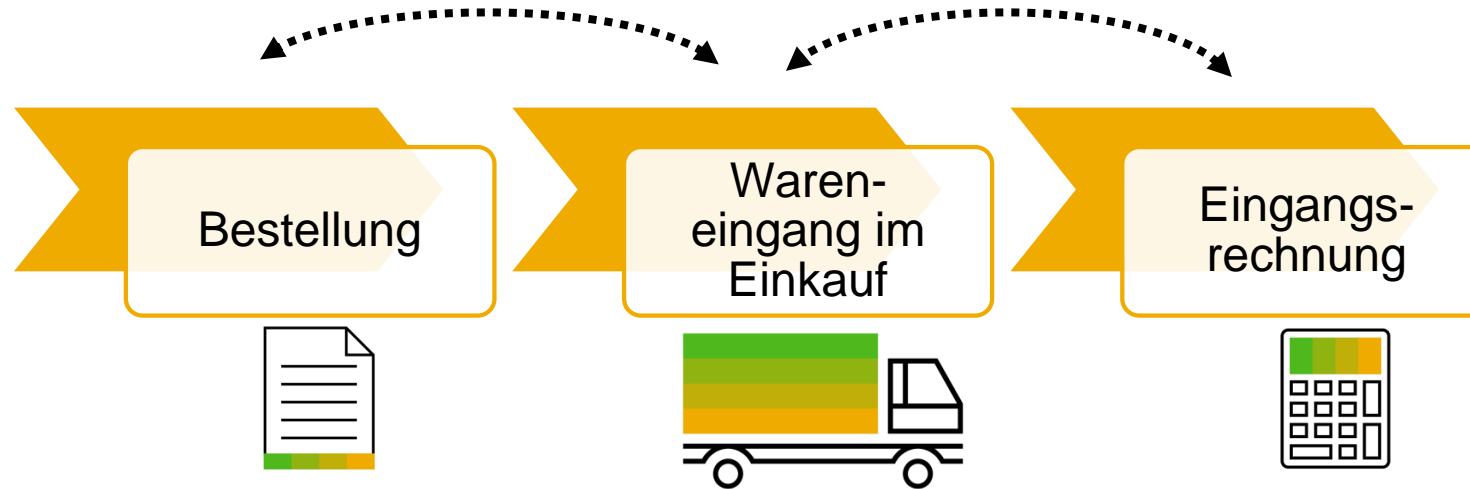 Bestellung
Waren-
eingang im
Einkauf
Eingangs-
rechnung